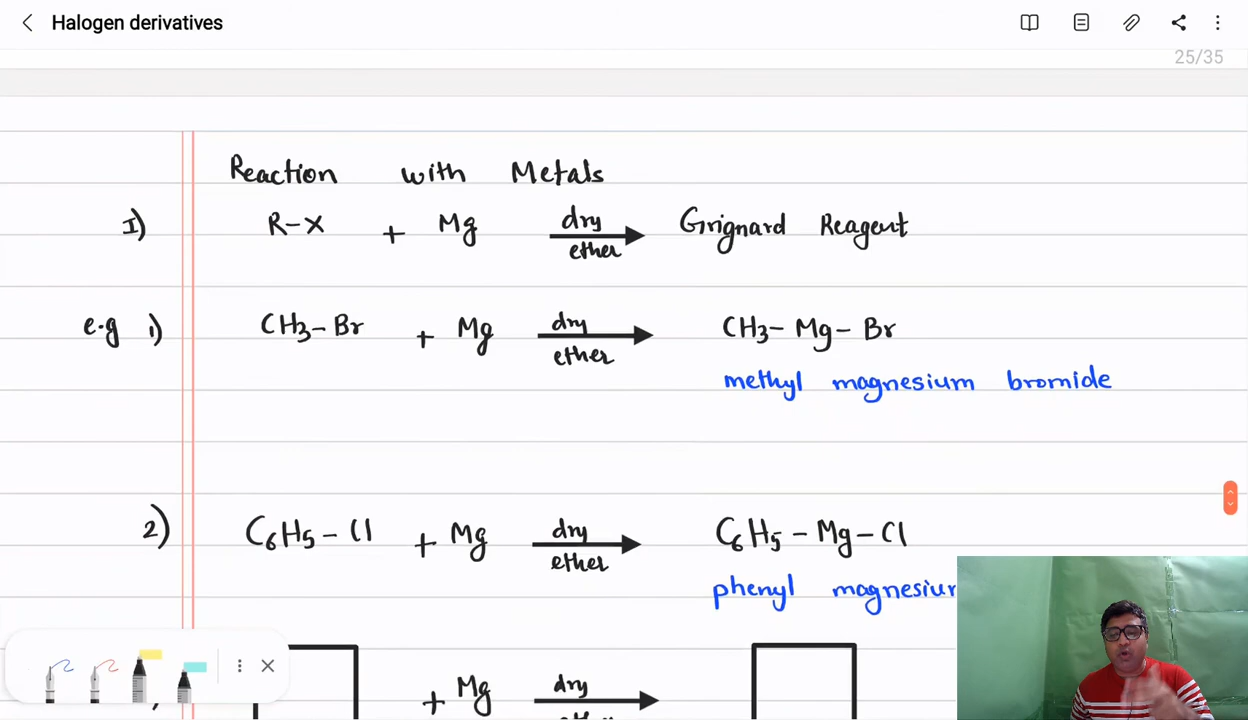 Halogen derivatives
25/35
Reaction with Metals
I) R-X + Mg dry ether Grignard Reagent
e.g 1) CH3-Br + Mg dry ether CH3-Mg-Br
methyl magnesium bromide
2) C6H5-Cl + Mg dry ether C6H5-Mg-Cl
phenyl
+ Mg dry